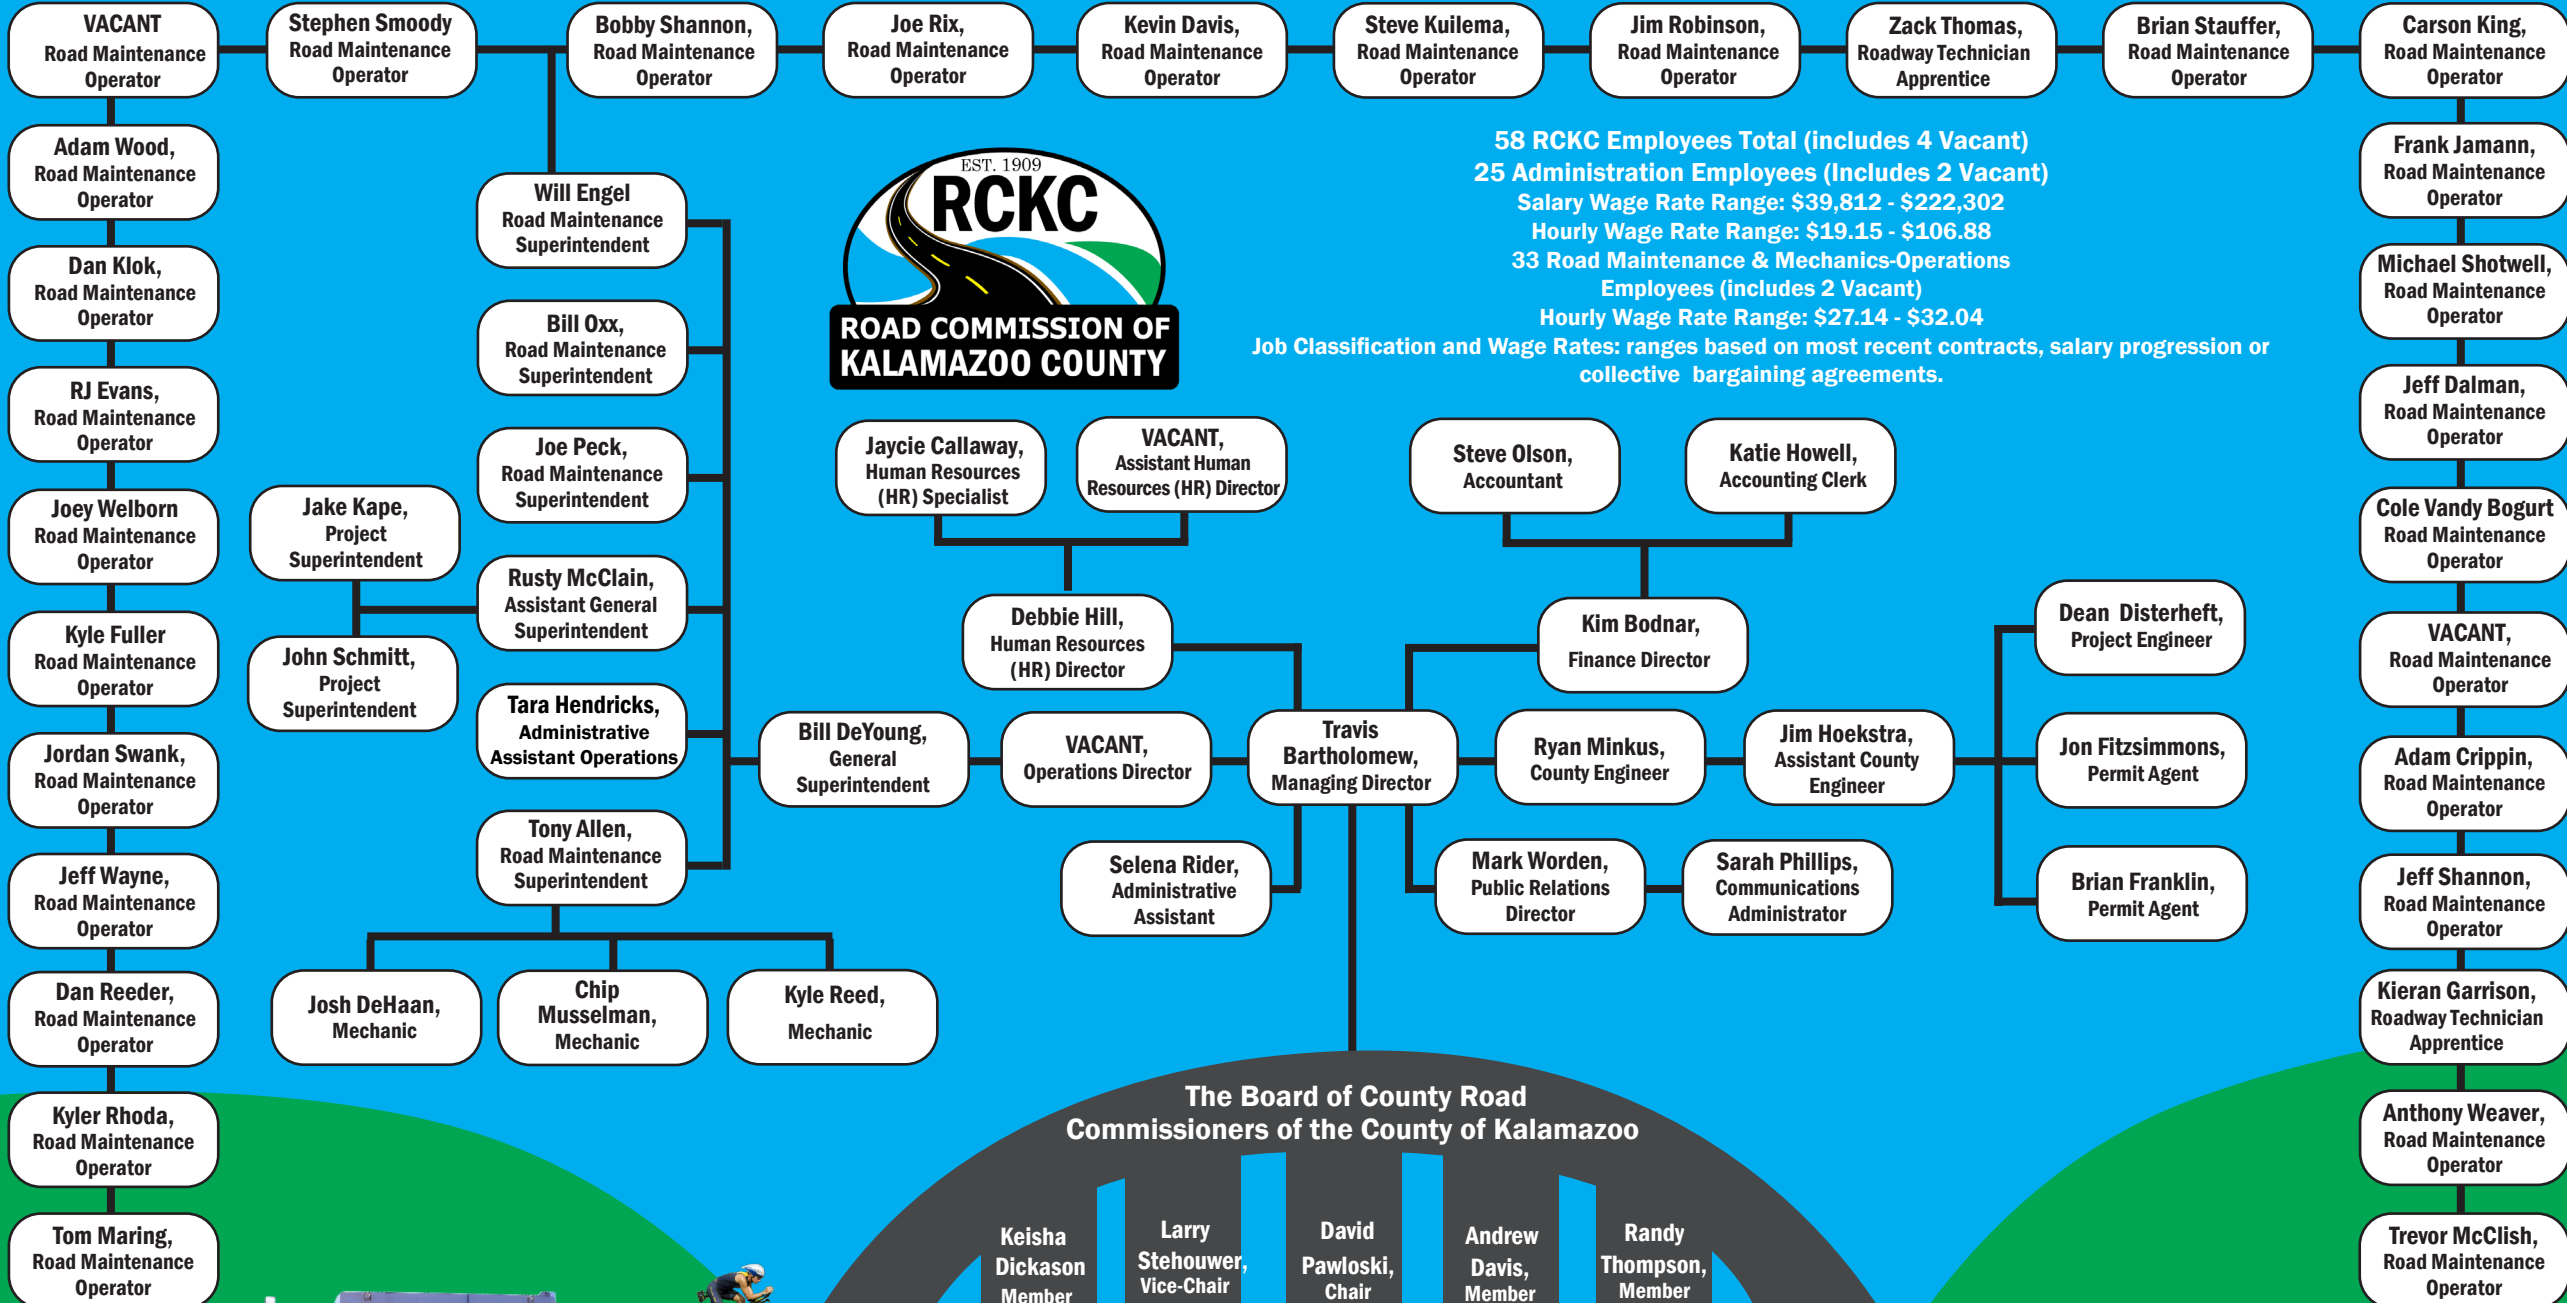 VACANT
Road Maintenance
Operator
Stephen Smoody
Road Maintenance
Operator
Bobby Shannon,
Road Maintenance
Operator
Joe Rix,
Road Maintenance
Operator
Kevin Davis,
Road Maintenance
Operator
Steve Kuilema,
Road Maintenance
Operator
Jim Robinson,
Road Maintenance
Operator
Zack Thomas,
Roadway Technician
Apprentice
Brian Stauffer,
Road Maintenance
Operator
Carson King,
Road Maintenance
Operator
Adam Wood,
Road Maintenance
Operator
Dan Klok,
Road Maintenance
Operator
RJ Evans,
Road Maintenance
Operator
Joey Welborn
Road Maintenance
Operator
Kyle Fuller
Road Maintenance
Operator
Jordan Swank,
Road Maintenance
Operator
Jeff Wayne,
Road Maintenance
Operator
Dan Reeder,
Road Maintenance
Operator
Kyler Rhoda,
Road Maintenance
Operator
Tom Maring,
Road Maintenance
Operator
Will Engel
Road Maintenance
Superintendent
Bill Oxx,
Road Maintenance
Superintendent
Joe Peck,
Road Maintenance
Superintendent
Jake Kape,
Project
Superintendent
Rusty McClain,
Assistant General
Superintendent
John Schmitt,
Project
Superintendent
Tara Hendricks,
Administrative
Assistant Operations
Tony Allen,
Road Maintenance
Superintendent
Josh DeHaan,
Mechanic
Chip
Musselman,
Mechanic
Kyle Reed,
Mechanic
EST. 1909
RCKC
ROAD COMMISSION OF
KALAMAZOO COUNTY
58 RCKC Employees Total (includes 4 Vacant)
25 Administration Employees (Includes 2 Vacant)
Salary Wage Rate Range: $39,812 - $222,302
Hourly Wage Rate Range: $19.15 - $106.88
33 Road Maintenance & Mechanics-Operations
Employees (includes 2 Vacant)
Hourly Wage Rate Range: $27.14 - $32.04
Job Classification and Wage Rates: ranges based on most recent contracts, salary progression or
collective bargaining agreements.
Jaycie Callaway,
Human Resources
(HR) Specialist
VACANT,
Assistant Human
Resources (HR) Director
Steve Olson,
Accountant
Katie Howell,
Accounting Clerk
Debbie Hill,
Human Resources
(HR) Director
Kim Bodnar,
Finance Director
Bill DeYoung,
General
Superintendent
VACANT,
Operations Director
Travis
Bartholomew,
Managing Director
Ryan Minkus,
County Engineer
Jim Hoekstra,
Assistant County
Engineer
Dean Disterheft,
Project Engineer
Jon Fitzsimmons,
Permit Agent
Brian Franklin,
Permit Agent
Selena Rider,
Administrative
Assistant
Mark Worden,
Public Relations
Director
Sarah Phillips,
Communications
Administrator
Frank Jamann,
Road Maintenance
Operator
Michael Shotwell,
Road Maintenance
Operator
Jeff Dalman,
Road Maintenance
Operator
Cole Vandy Bogurt
Road Maintenance
Operator
VACANT,
Road Maintenance
Operator
Adam Crippin,
Road Maintenance
Operator
Jeff Shannon,
Road Maintenance
Operator
Kieran Garrison,
Roadway Technician
Apprentice
Anthony Weaver,
Road Maintenance
Operator
Trevor McClish,
Road Maintenance
Operator
The Board of County Road
Commissioners of the County of Kalamazoo
Keisha
Dickason
Member
Larry
Stehouwer,
Vice-Chair
David
Pawloski,
Chair
Andrew
Davis,
Member
Randy
Thompson,
Member